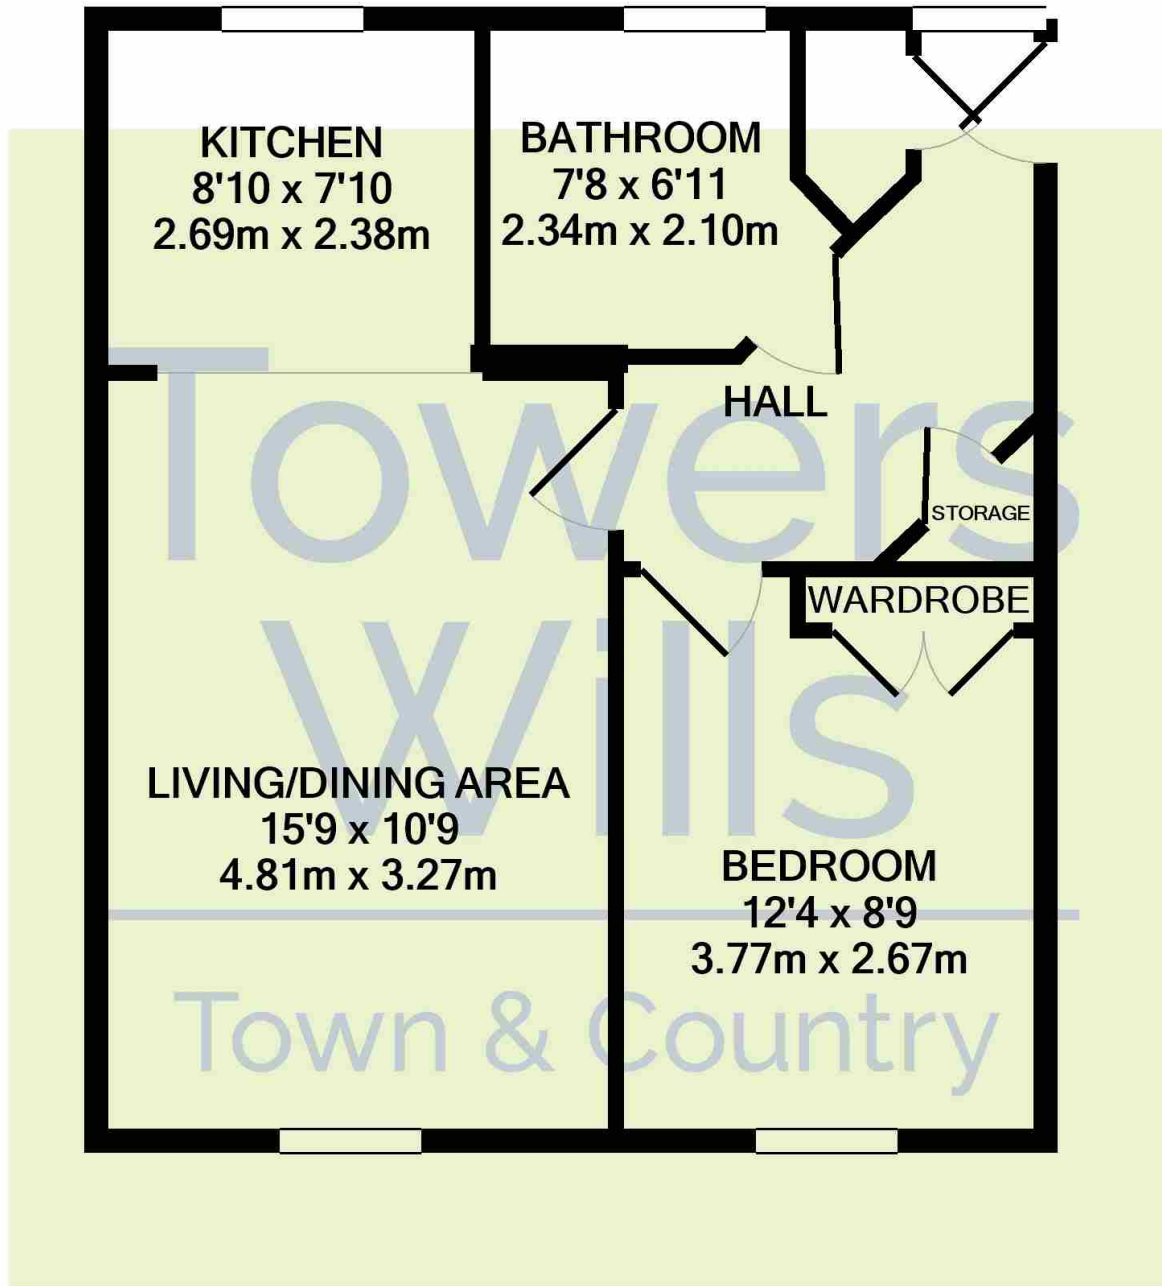 KITCHEN
8'10 x 7'10
2.69m x 2.38m
BATHROOM
7'8 x 6'11
2.34m x 2.10m
HALL
STORAGE
WARDROBE
LIVING/DINING AREA
15'9 x 10'9
4.81m x 3.27m
BEDROOM
12'4 x 8'9
3.77m x 2.67m
Towers
Wills
Town & Country